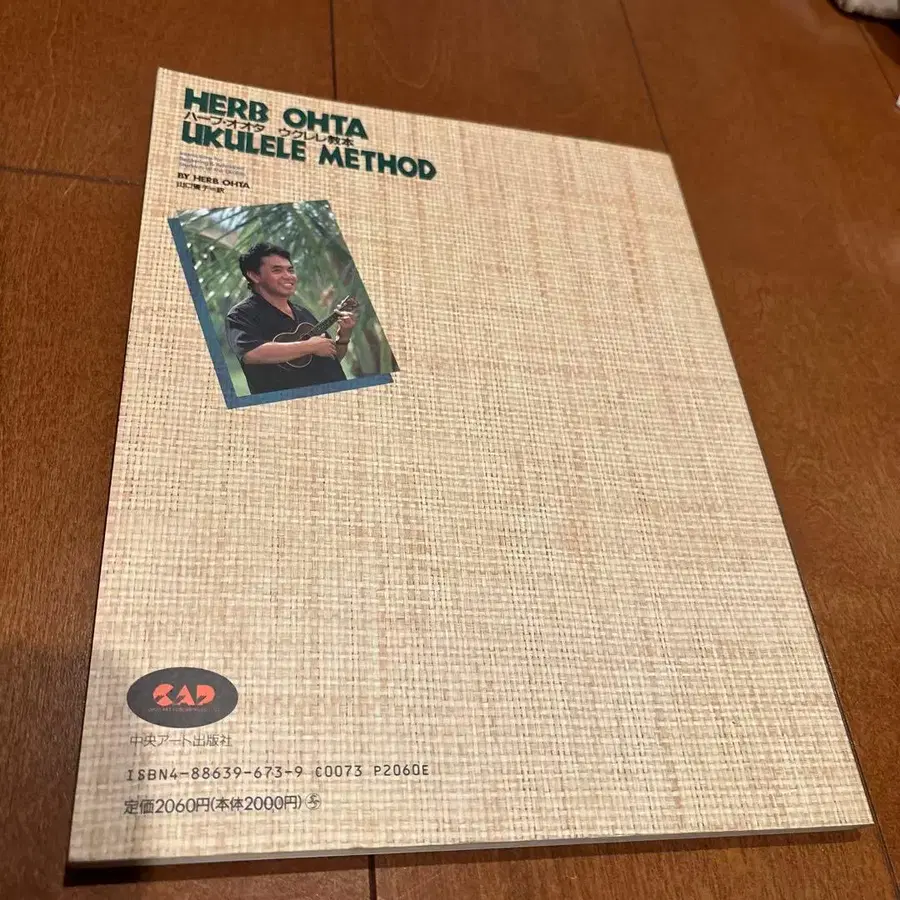 HERB OHTA
ハーブ・オオタ ウクレレ教本
UKULELE METHOD
BY HERB OHTA
CAD
中央アート出版社
ISBN4-88639-673-9 C0073 P2060E
定価2060円(本体2000円)